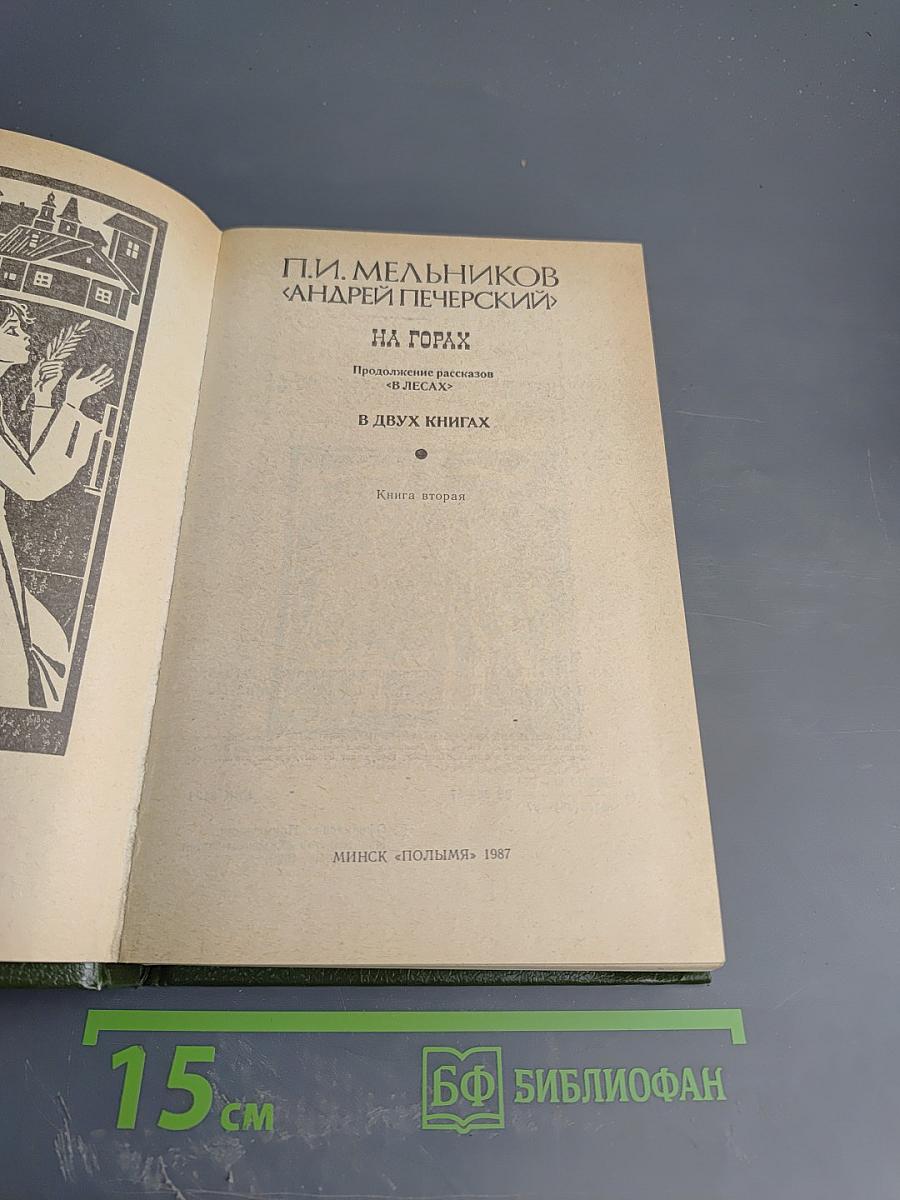 П.И. МЕЛЬНИКОВ
‹АНДРЕЙ ПЕЧЕРСКИЙ›
НА ГОРАХ
Продолжение рассказов
«В ЛЕСАХ»
В ДВУХ КНИГАХ
Книга вторая
МИНСК «ПОЛЫМЯ» 1987
15 СМ
БФ БИБЛИОФАН